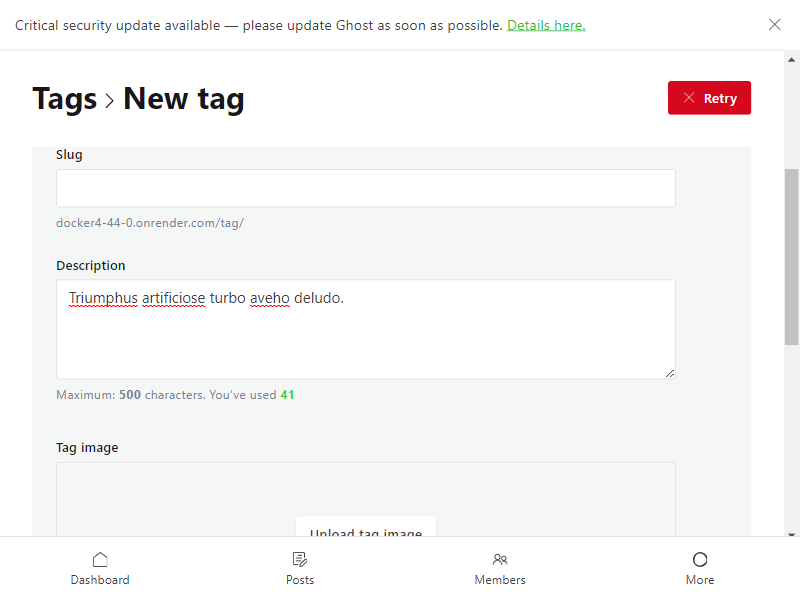 Critical security update available — please update Ghost as soon as possible. Details here.
Tags > New tag
Retry
Slug
docker4-44-0.onrender.com/tag/
Description
Triumphus artificiose turbo aveho deludo.
Maximum: 500 characters. You've used 41
Tag image
Upload tag image
Dashboard
Posts
Members
More